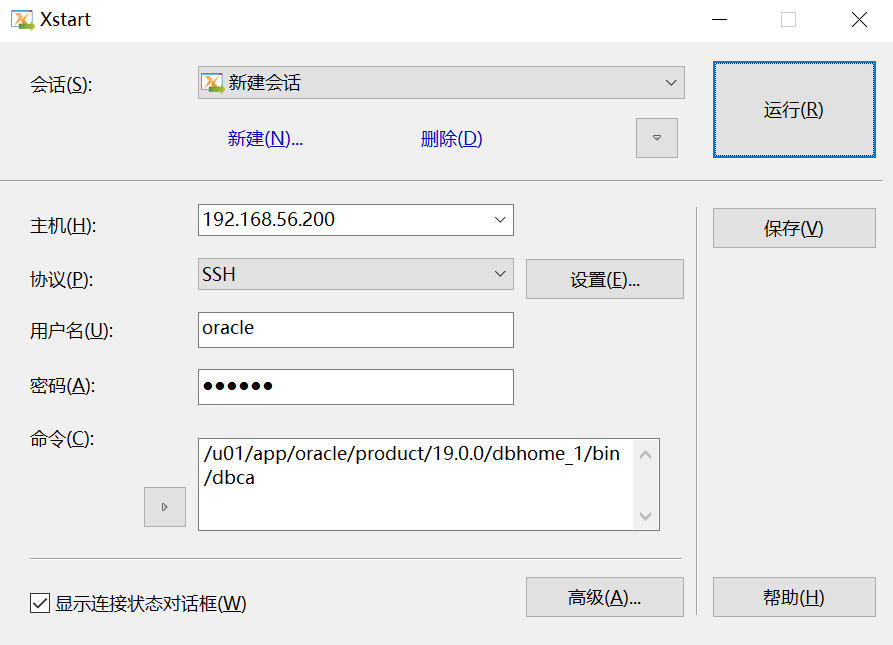 Xstart
会话(S):
新建会话
运行(R)
新建(N)...
删除(D)
主机(H):
192.168.56.200
保存(V)
协议(P):
SSH
设置(E)...
用户名(U):
oracle
密码(A):
●●●●●●
命令(C):
/u01/app/oracle/product/19.0.0/dbhome_1/bin
/dbca
显示连接状态对话框(W)
高级(A)...
帮助(H)